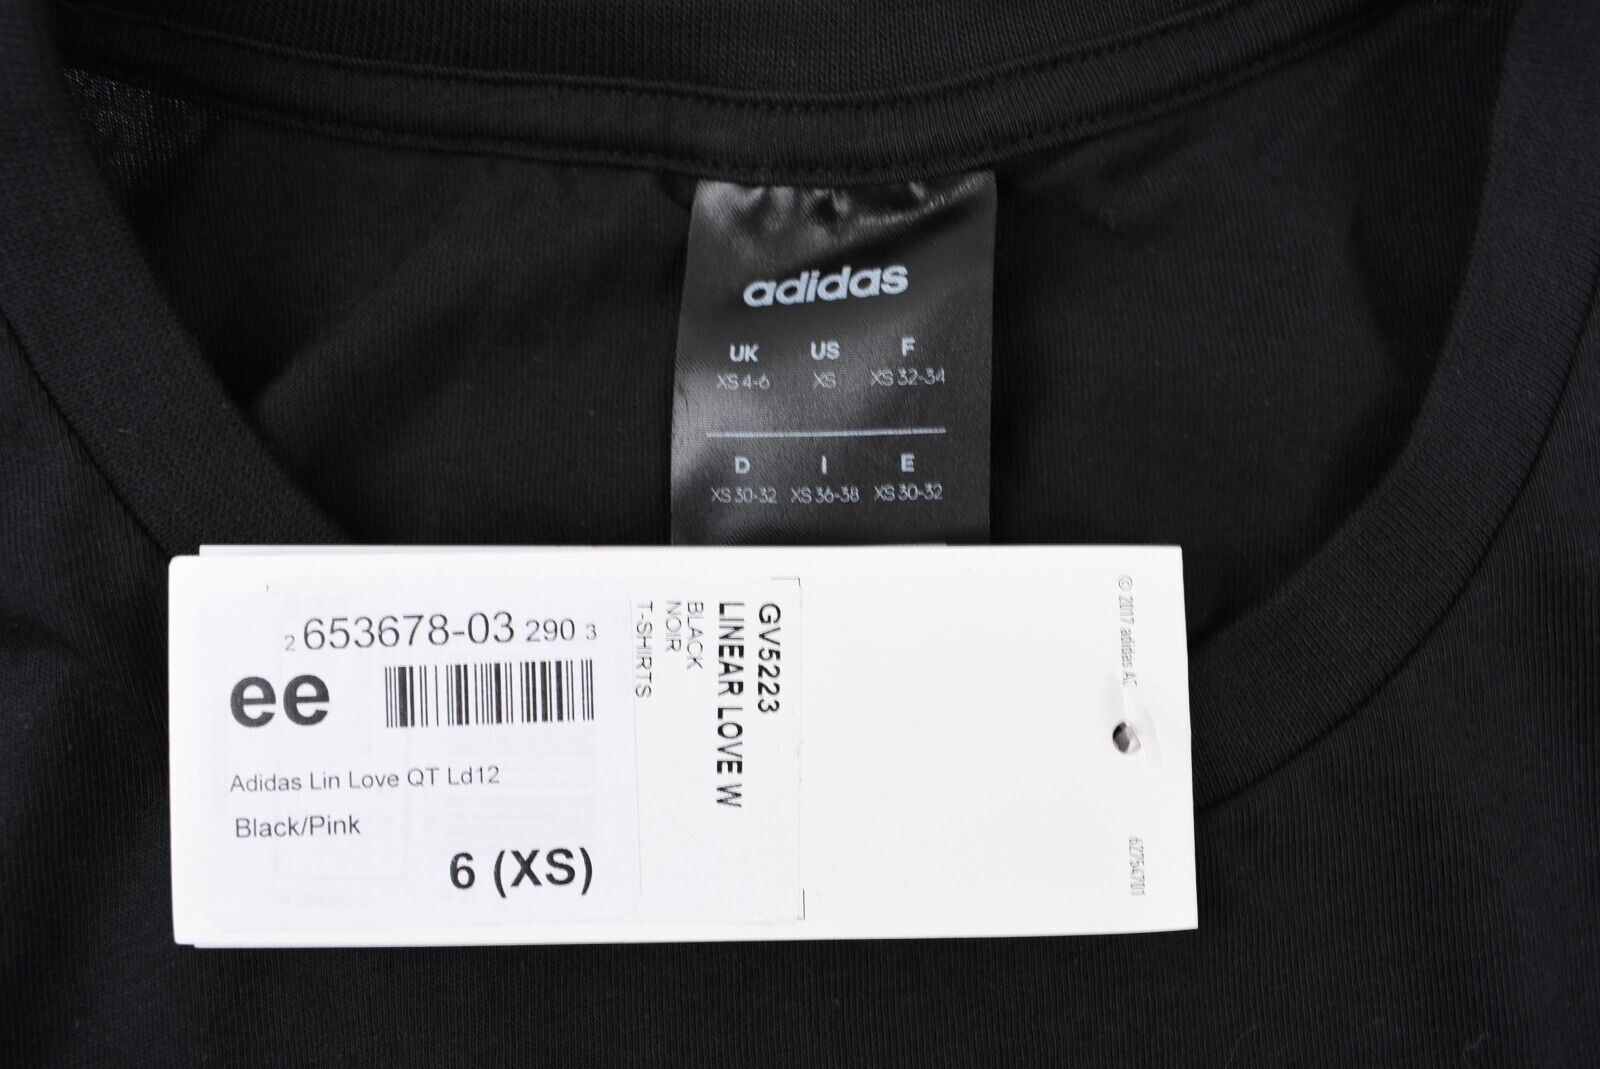 adidas
UK US F
XS 4-6 XS XS 32-34
D I E
XS 30-32 XS 36-38 XS 30-32
2 653678-03 290 3
ee
Adidas Lin Love QT Ld12
Black/Pink
6 (XS)
GV5223
LINEAR LOVE W
BLACK
NOIR
T-SHIRTS
© 2017 adidas AG